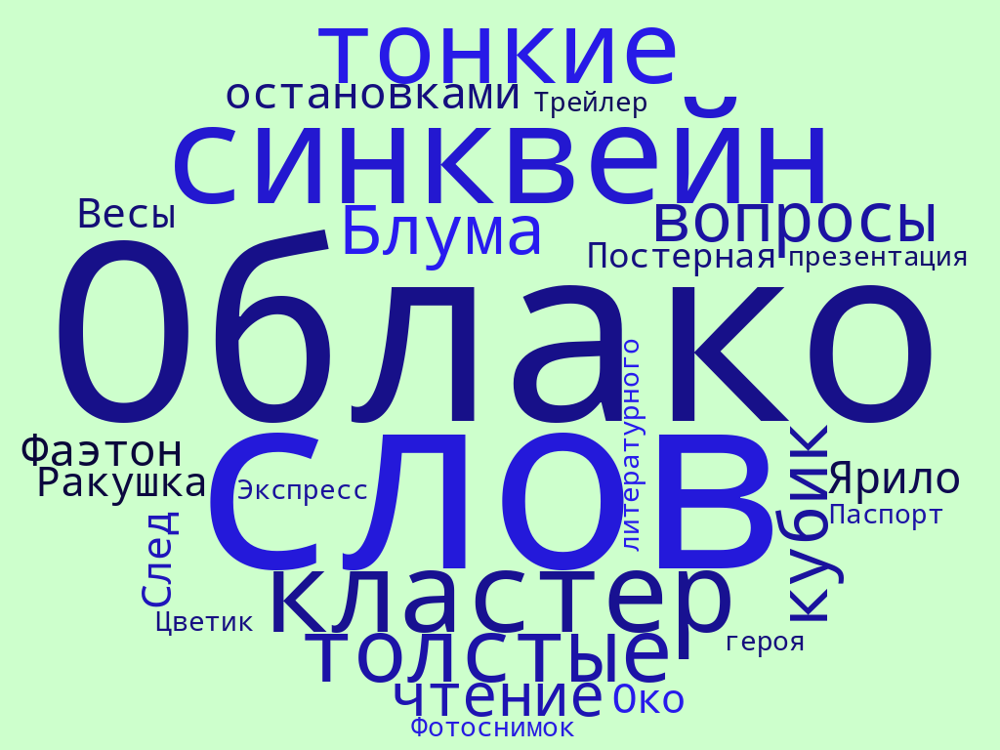 тонкие
остановками Трейлер
синквейн
Весы Блума вопросы
Постерная презентация
Облако
литературного
Фаэтон слов кубик
Ракушка Экспресс Ярило
Паспорт
След
Цветик кластер
толстые героя
чтение Око
Фотоснимок